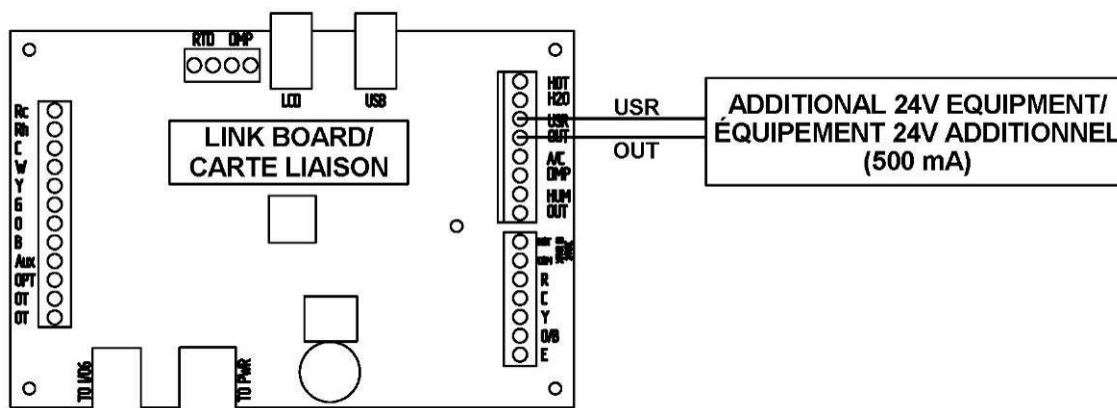 RTD DMP
LCD
USB
Rc
Rh
C
W
Y
G
O
B
Aux
OPT
OT
OT
LINK BOARD/
CARTE LIAISON
HOT
H2O
USR
OUT
A/C
DMP
HUM
OUT
R
C
Y
O/B
E
TO I/O6
TO PWR
USR
OUT
ADDITIONAL 24V EQUIPMENT/
ÉQUIPEMENT 24V ADDITIONNEL
(500 mA)